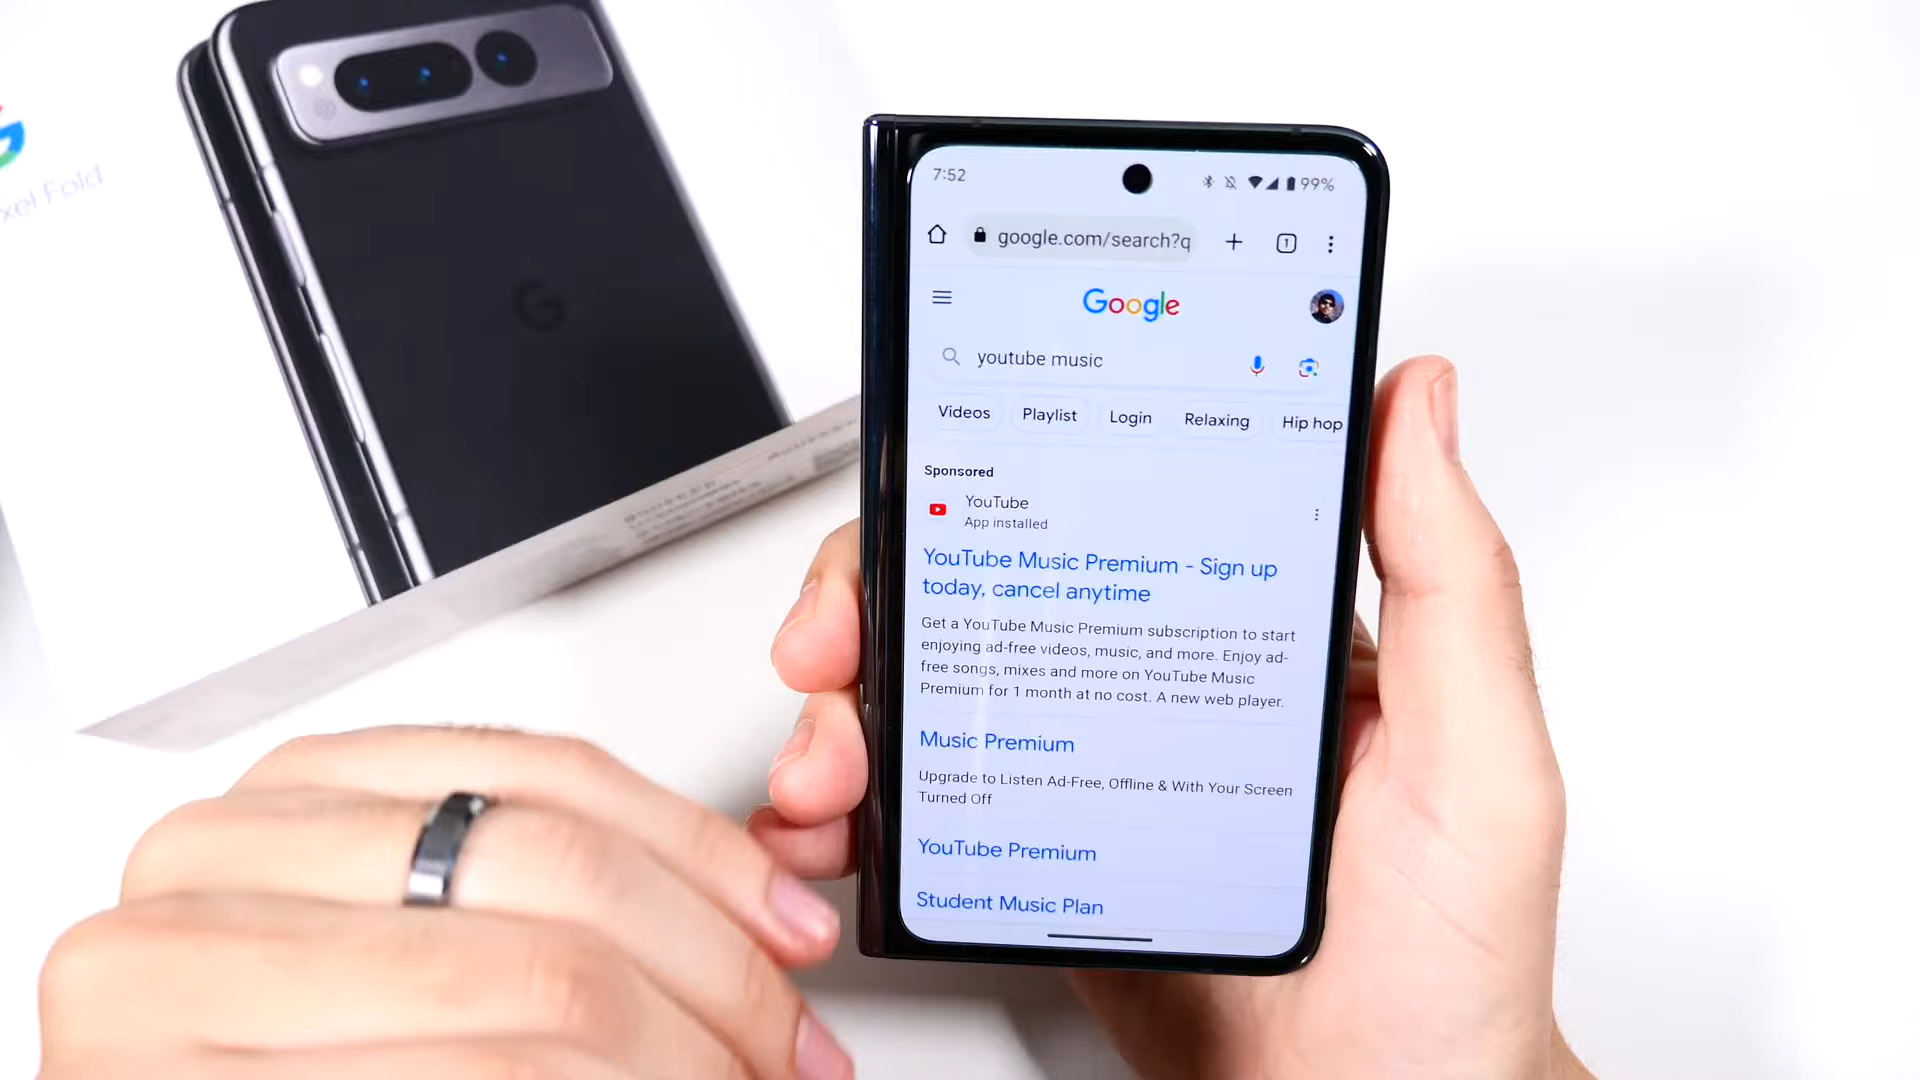 xel Fold
7:52
99%
google.com/search?q
1
Google
youtube music
Videos
Playlist
Login
Relaxing
Hip hop
Sponsored
YouTube
App installed
YouTube Music Premium - Sign up
today, cancel anytime
Get a YouTube Music Premium subscription to start
enjoying ad-free videos, music, and more. Enjoy ad-
free songs, mixes and more on YouTube Music
Premium for 1 month at no cost. A new web player.
Music Premium
Upgrade to Listen Ad-Free, Offline & With Your Screen
Turned Off
YouTube Premium
Student Music Plan